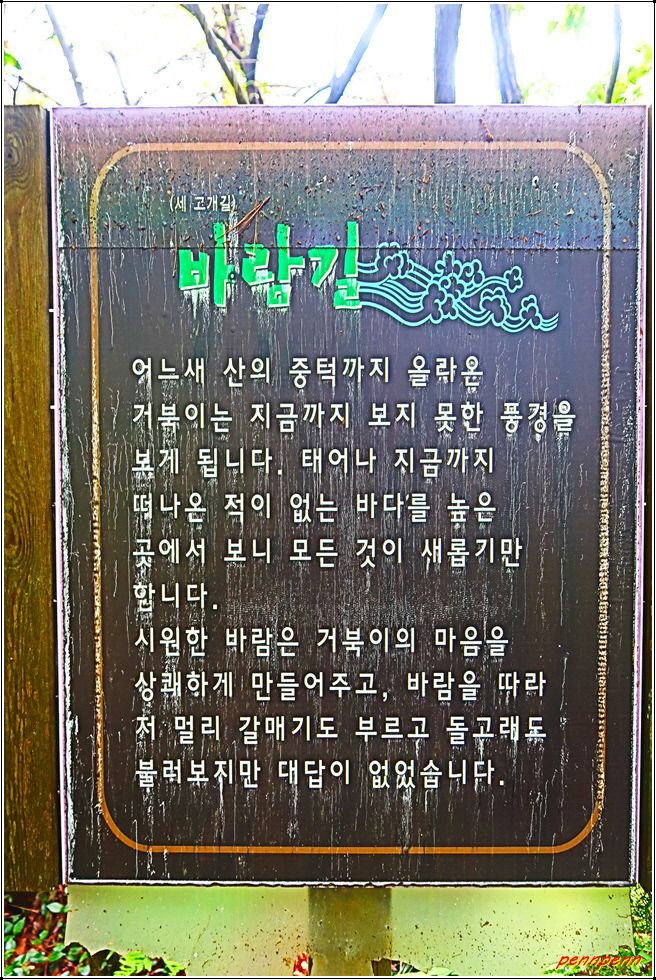 (세 고개길)
바람길
어느새 산의 중턱까지 올라온
거북이는 지금까지 보지 못한 풍경을
보게 됩니다. 태어나 지금까지
떠나온 적이 없는 바다를 높은
곳에서 보니 모든 것이 새롭기만
한니다.
시원한 바람은 거북이의 마음을
상쾌하게 만들어주고, 바람을 따라
저 멀리 갈매기도 부르고 돌고래도
불러보지만 대답이 없었습니다.
pennpenn